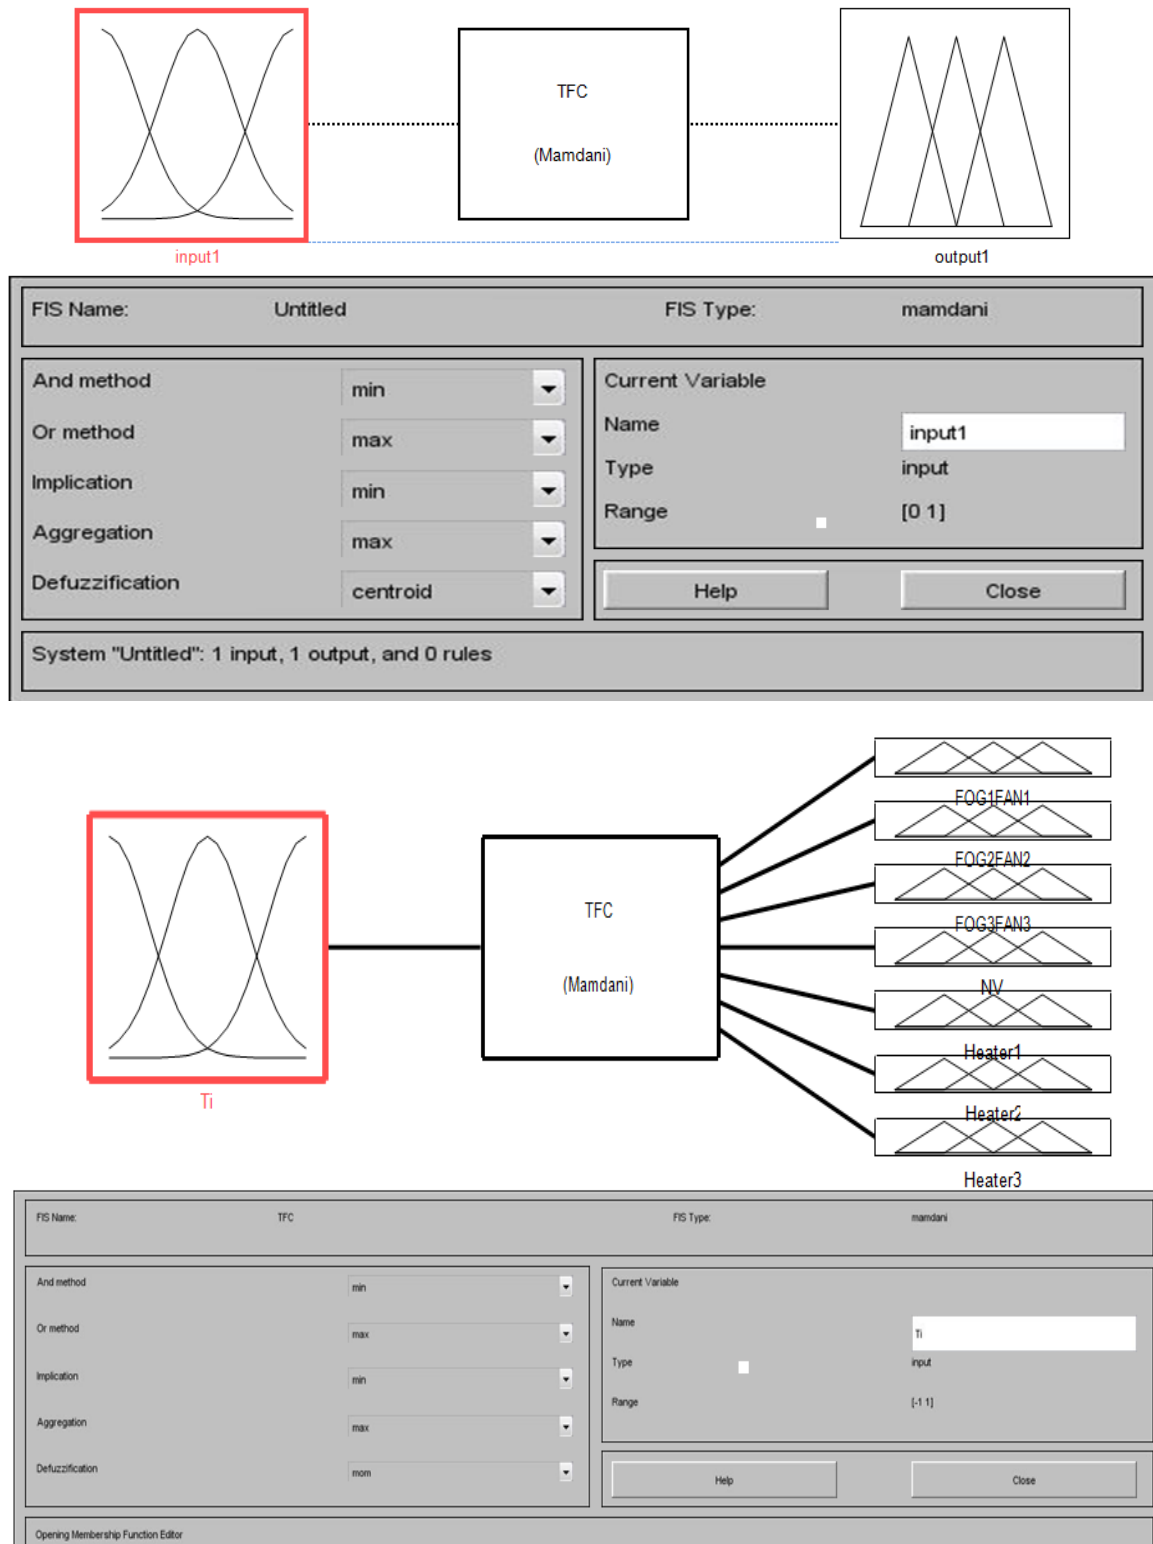 TFC
(Mamdani)
input1
output1
FIS Name: Untitled FIS Type: mamdani
And method min
Or method max
Implication min
Aggregation max
Defuzzification centroid
Current Variable
Name input1
Type input
Range [0 1]
Help Close
System "Untitled": 1 input, 1 output, and 0 rules
FOG1FAN1
FOG2FAN2
FOG3FAN3
NV
Heater1
Heater2
Heater3
TFC
(Mamdani)
Ti
FIS Name: TFC FIS Type: mamdani
And method min
Or method max
Implication min
Aggregation max
Defuzzification mom
Current Variable
Name Ti
Type input
Range [-1 1]
Help Close
Opening Membership Function Editor